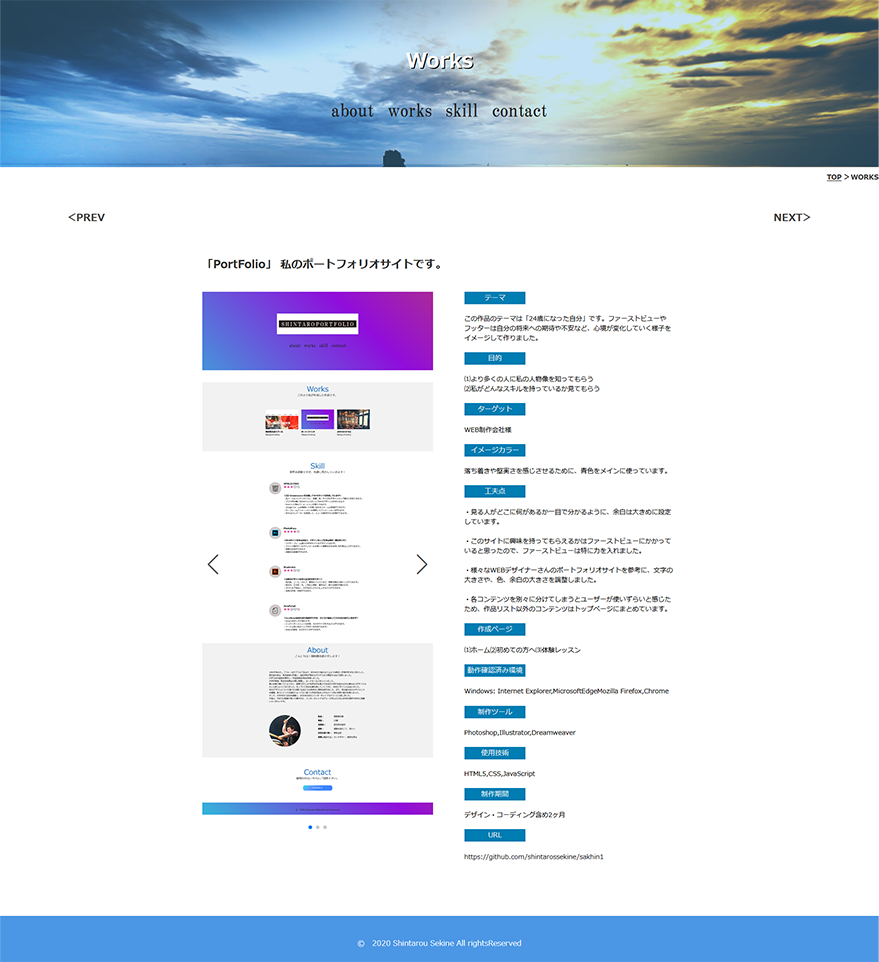 Works
about works skill contact
TOP > WORKS
<PREV
NEXT>
「PortFolio」 私のポートフォリオサイトです。
SHINTAROPORTFOLIO
about works skill contact
Works
Skill
About
Contact
テーマ
この作品のテーマは「24歳になった自分」です。ファーストビューや
フッターは自分の将来への期待や不安など、心境が変化していく様子を
イメージして作りました。
目的
⑴より多くの人に私の人物像を知ってもらう
⑵私がどんなスキルを持っているか見てもらう
ターゲット
WEB制作会社様
イメージカラー
落ち着きや堅実さを感じさせるために、青色をメインに使っています。
工夫点
・見る人がどこに何があるか一目で分かるように、余白は大きめに設定
しています。
・このサイトに興味を持ってもらえるかはファーストビューにかかって
いると思ったので、ファーストビューは特に力を入れました。
・様々なWEBデザイナーさんのポートフォリオサイトを参考に、文字の
大きさや、色、余白の大きさを調整しました。
・各コンテンツを別々に分けてしまうとユーザーが使いずらいと感じた
ため、作品リスト以外のコンテンツはトップページにまとめています。
作成ページ
⑴ホーム⑵初めての方へ⑶体験レッスン
動作確認済み環境
Windows; Internet Explorer,MicrosoftEdgeMozilla Firefox,Chrome
制作ツール
Photoshop,Illustrator,Dreamweaver
使用技術
HTML5,CSS,JavaScript
制作期間
デザイン・コーディング含め2ヶ月
URL
https://github.com/shintarossekine/sakhin1
© 2020 Shintarou Sekine All rightsReserved